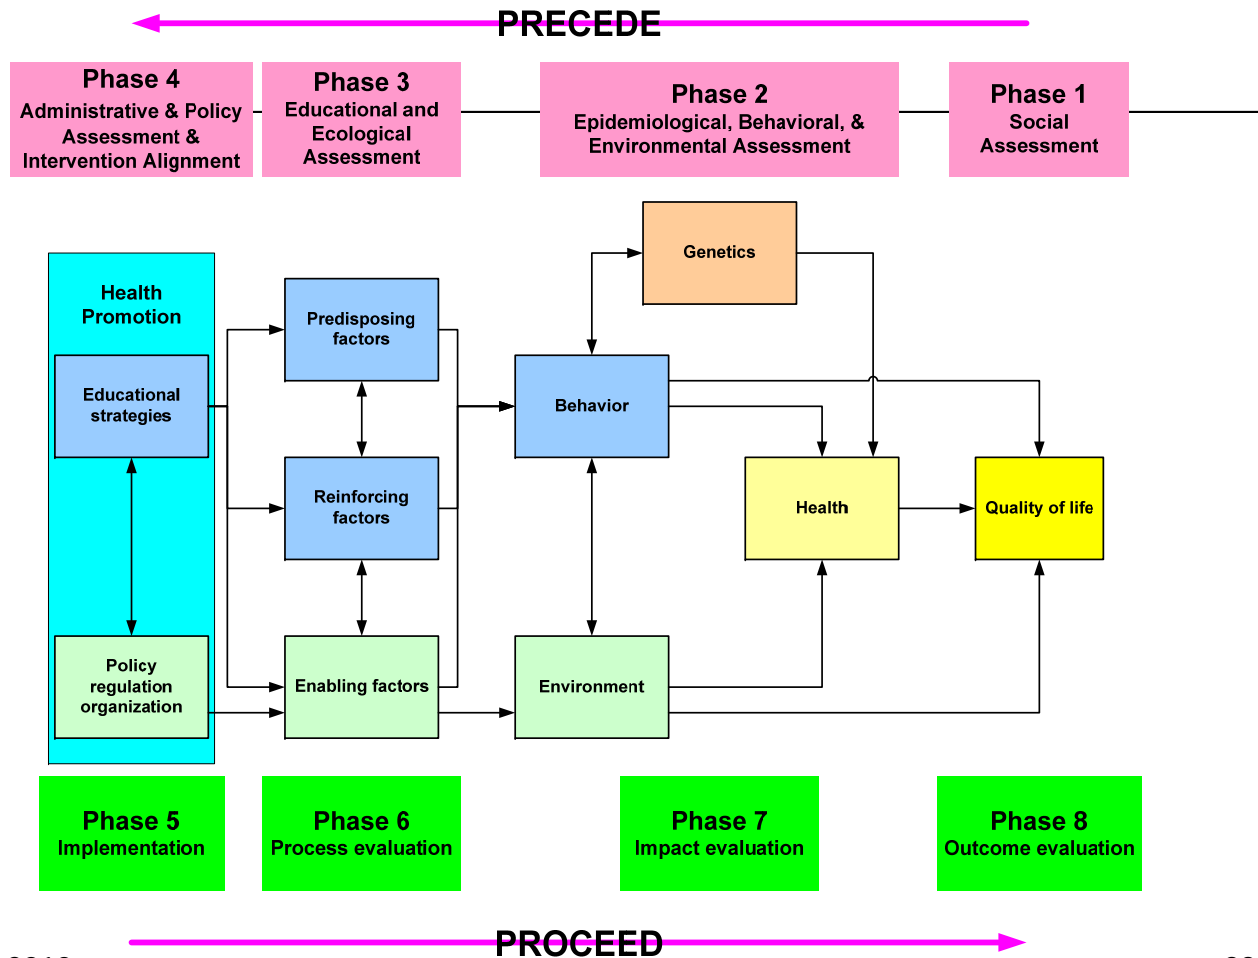 PRECEDE
Phase 4
Administrative & Policy
Assessment &
Intervention Alignment
Phase 3
Educational and
Ecological
Assessment
Phase 2
Epidemiological, Behavioral, &
Environmental Assessment
Phase 1
Social
Assessment
Genetics
Health
Promotion
Predisposing
factors
Educational
strategies
Behavior
Reinforcing
factors
Health
Quality of life
Policy
regulation
organization
Enabling factors
Environment
Phase 5
Implementation
Phase 6
Process evaluation
Phase 7
Impact evaluation
Phase 8
Outcome evaluation
PROCEED